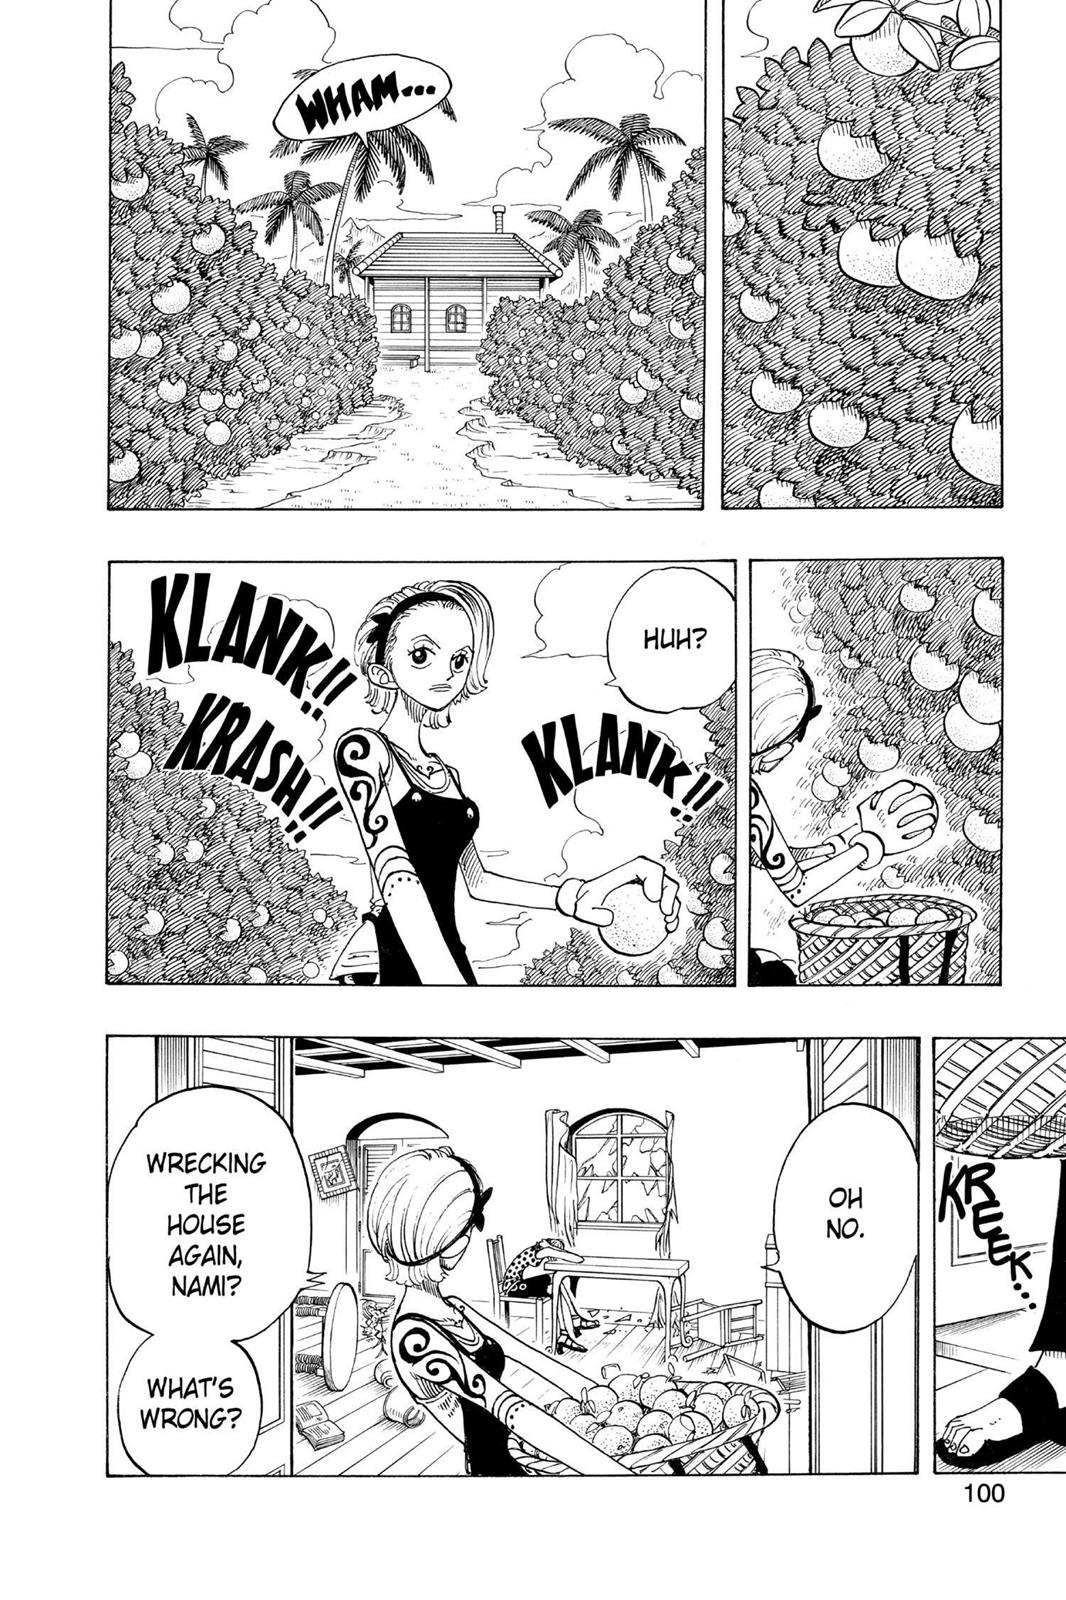 WHAM...
HUH?
KLANK!!
KLANK!!
KRASH!!
KREEK...
OH
NO.
WRECKING
THE
HOUSE
AGAIN,
NAMI?
WHAT'S
WRONG?
100